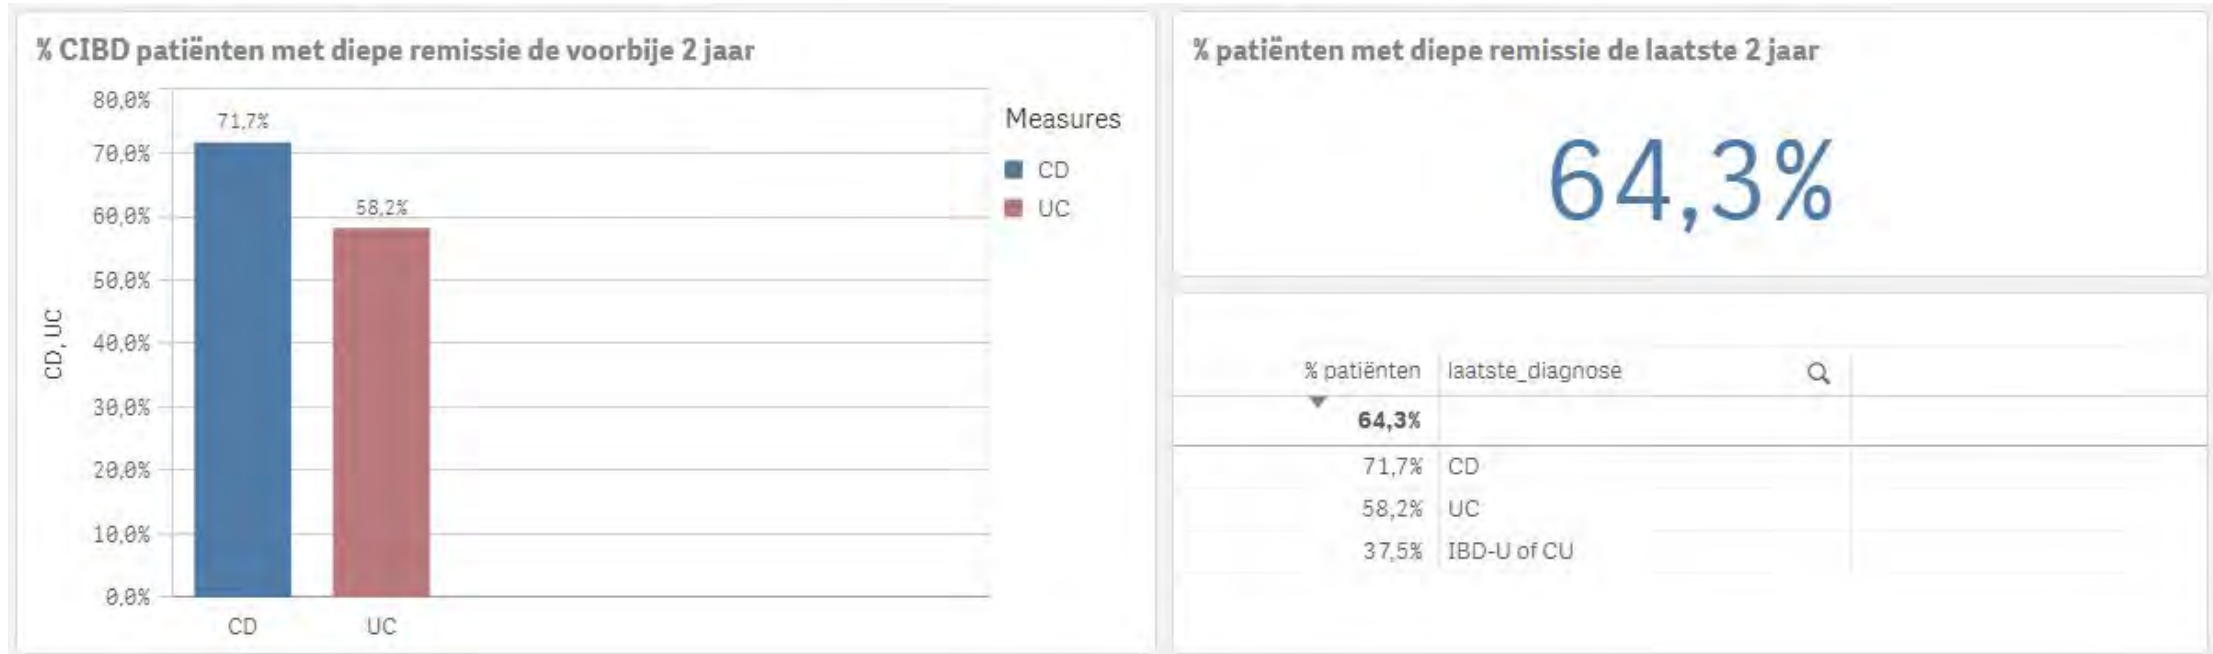 % CIBD patiënten met diepe remissie de voorbije 2 jaar
80,0%
70,0%
60,0%
50,0%
40,0%
30,0%
20,0%
10,0%
0,0%
CD, UC
71,7%
58,2%
CD
UC
Measures
CD
UC
% patiënten met diepe remissie de laatste 2 jaar
64,3%
% patiënten laatste_diagnose
64,3%
71,7% CD
58,2% UC
37,5% IBD-U of CU